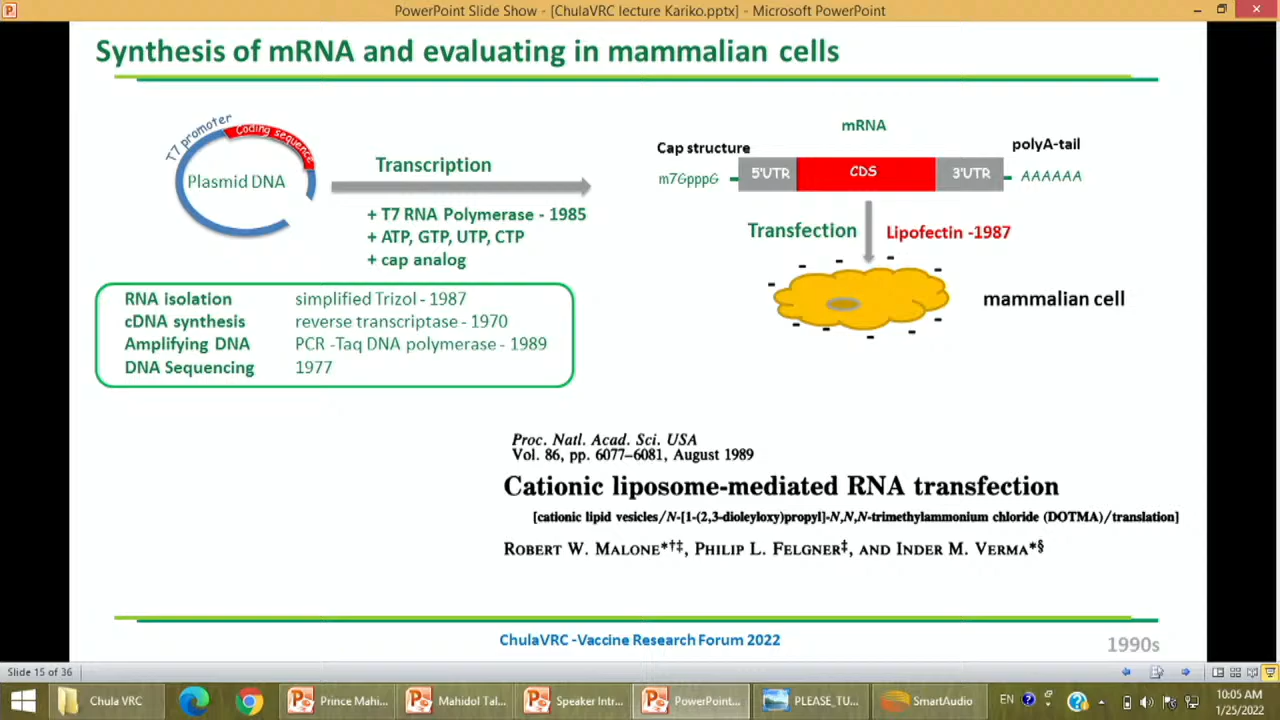 PowerPoint Slide Show - [ChulaVRC lecture Kariko.pptx] - Microsoft PowerPoint
Synthesis of mRNA and evaluating in mammalian cells
T7 promoter
Coding sequence
Plasmid DNA
Transcription
+ T7 RNA Polymerase - 1985
+ ATP, GTP, UTP, CTP
+ cap analog
mRNA
Cap structure
polyA-tail
m7GpppG
5'UTR
CDS
3'UTR
AAAAAA
Transfection
Lipofectin -1987
mammalian cell
RNA isolation simplified Trizol - 1987
cDNA synthesis reverse transcriptase - 1970
Amplifying DNA PCR -Taq DNA polymerase - 1989
DNA Sequencing 1977
Proc. Natl. Acad. Sci. USA
Vol. 86, pp. 6077–6081, August 1989
Cationic liposome-mediated RNA transfection
[cationic lipid vesicles/N-[1-(2,3-dioleyloxy)propyl]-N,N,N-trimethylammonium chloride (DOTMA)/translation]
ROBERT W. MALONE*†‡, PHILIP L. FELGNER‡, AND INDER M. VERMA*§
ChulaVRC -Vaccine Research Forum 2022
1990s
Slide 15 of 36
Chula VRC
Prince Mahi...
Mahidol Tal...
Speaker Intr...
PowerPoint...
PLEASE_TU...
SmartAudio
EN
10:05 AM
1/25/2022